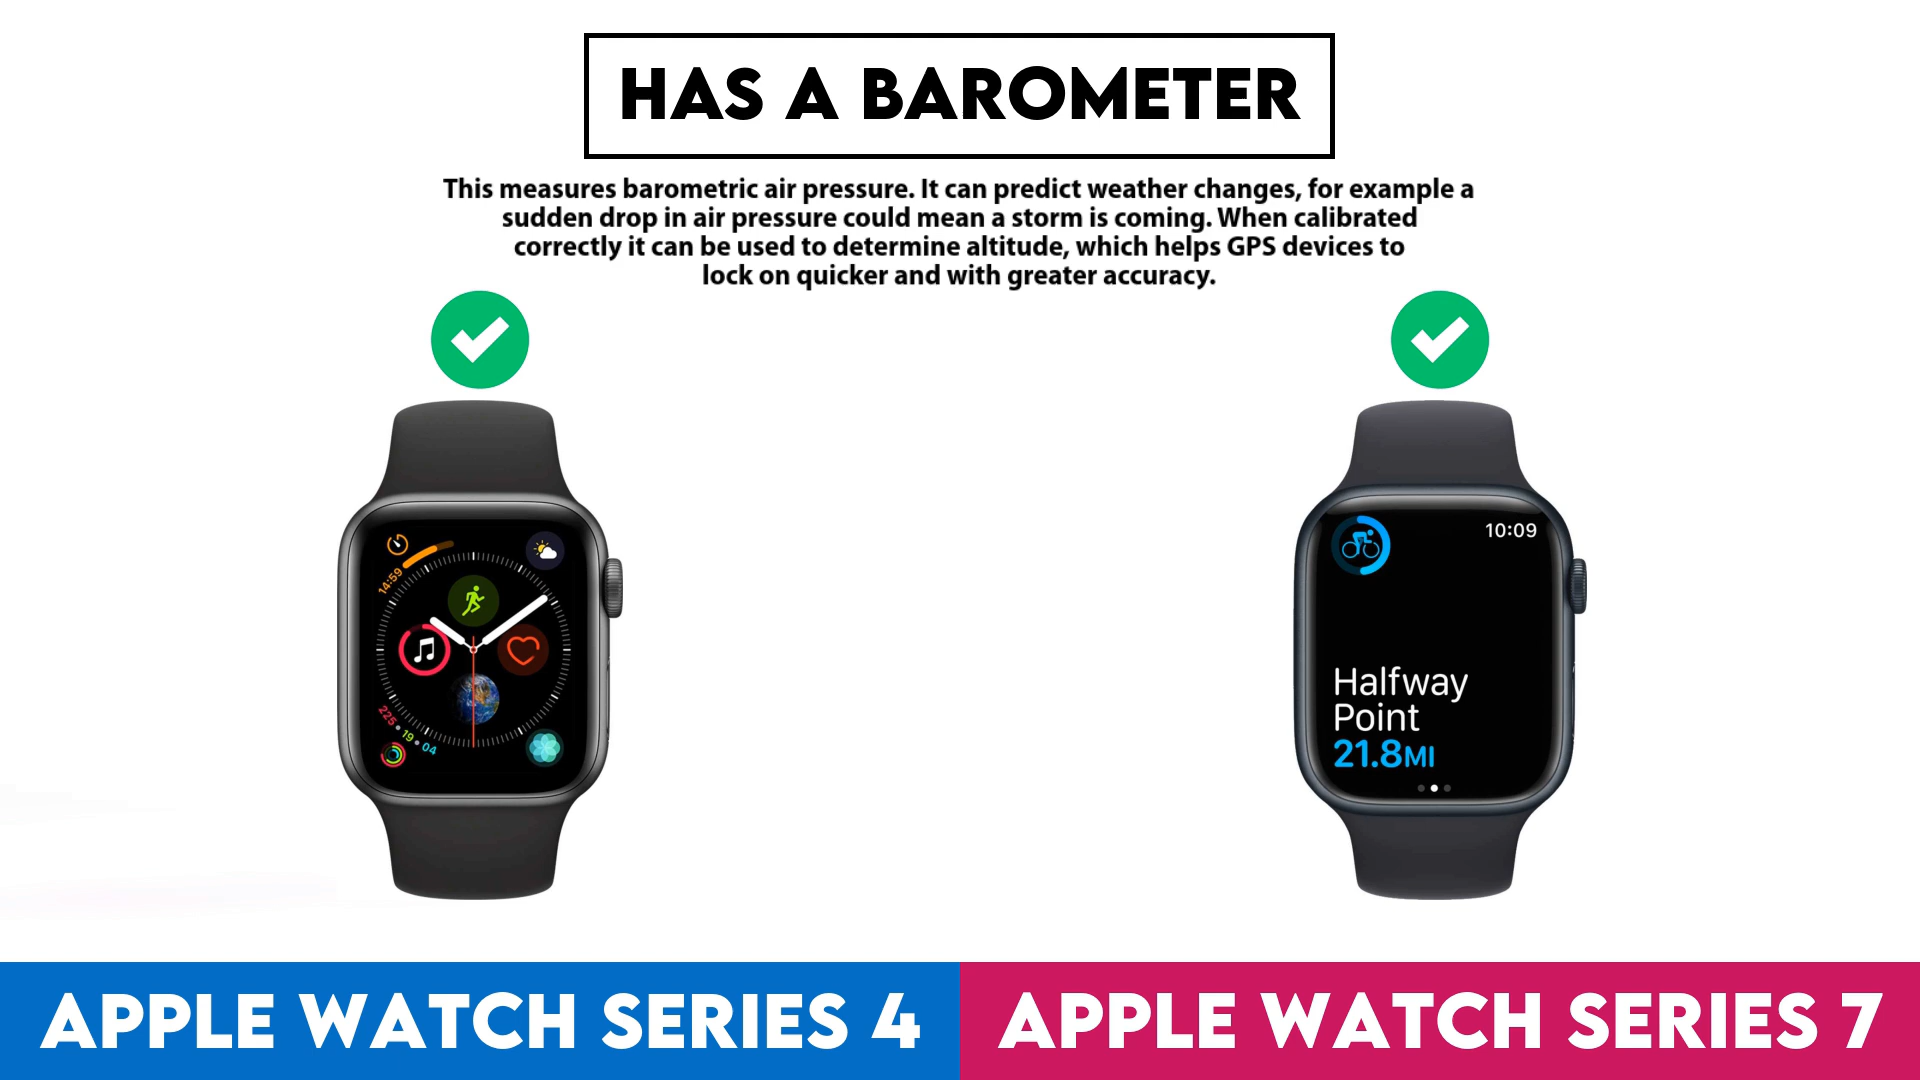 HAS A BAROMETER
This measures barometric air pressure. It can predict weather changes, for example a
sudden drop in air pressure could mean a storm is coming. When calibrated
correctly it can be used to determine altitude, which helps GPS devices to
lock on quicker and with greater accuracy.
14:59
225 • 19 • 04
10:09
Halfway
Point
21.8MI
APPLE WATCH SERIES 4
APPLE WATCH SERIES 7